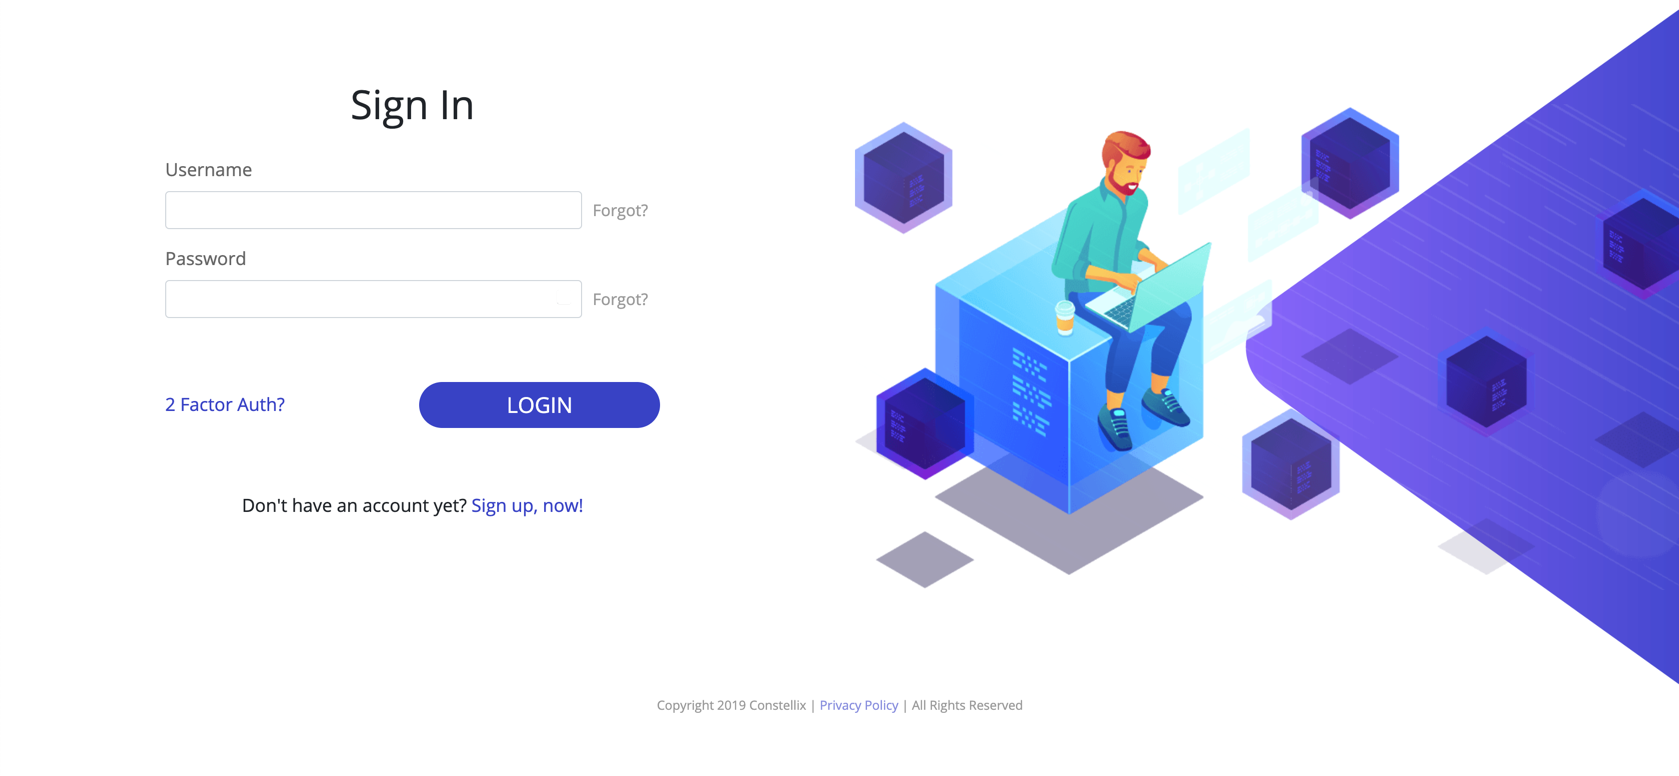 Sign In
Username
Forgot?
Password
Forgot?
2 Factor Auth?
LOGIN
Don't have an account yet? Sign up, now!
Copyright 2019 Constellix | Privacy Policy | All Rights Reserved